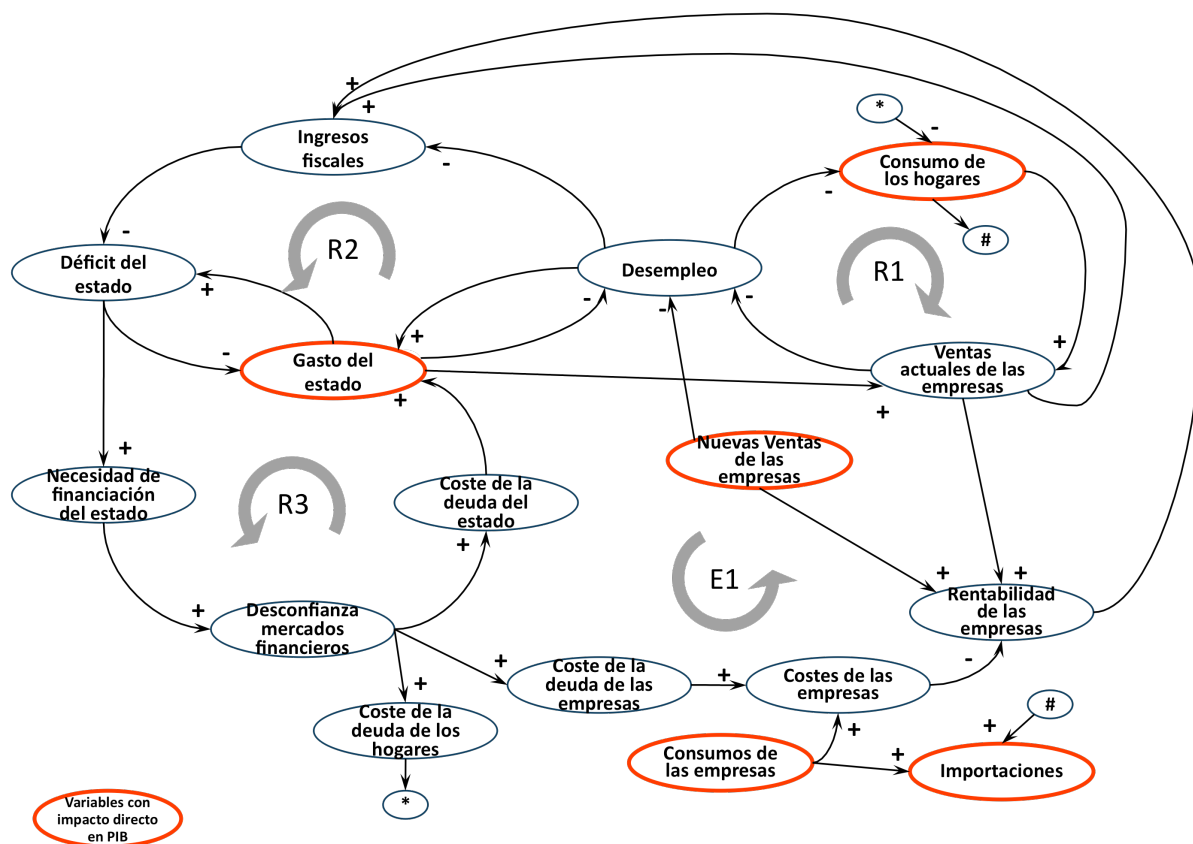 +
+
*
-
Ingresos
fiscales
-
Consumo de
los hogares
-
#
-
R2
R1
Déficit del
estado
+
Desempleo
-
-
-
+
+
-
Gasto del
estado
Ventas
actuales de las
empresas
+
+
+
Nuevas Ventas
de las
empresas
Necesidad de
financiación
del estado
R3
Coste de la
deuda del
estado
+
E1
+
+
+
Desconfianza
mercados
financieros
Rentabilidad
de las
empresas
+
+
+
-
Coste de la
deuda de las
empresas
Costes de las
empresas
Coste de la
deuda de los
hogares
#
+
+
+
Consumos de
las empresas
Importaciones
*
Variables con
impacto directo
en PIB